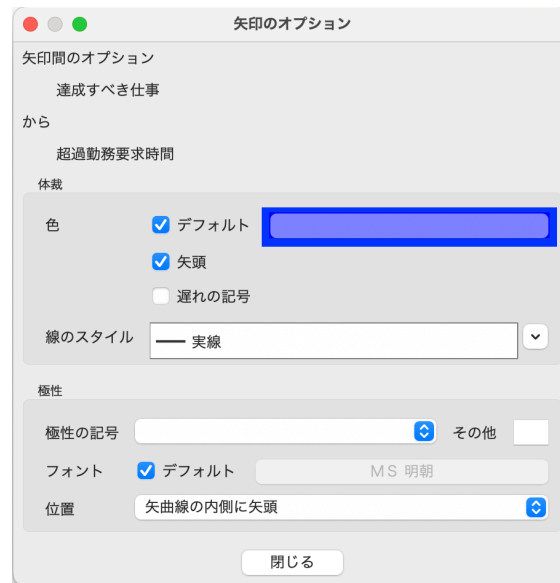 矢印のオプション
矢印間のオプション
達成すべき仕事
から
超過勤務要求時間
体裁
色 デフォルト
矢頭
遅れの記号
線のスタイル 実線
極性
極性の記号 その他
フォント デフォルト MS 明朝
位置 矢曲線の内側に矢頭
閉じる